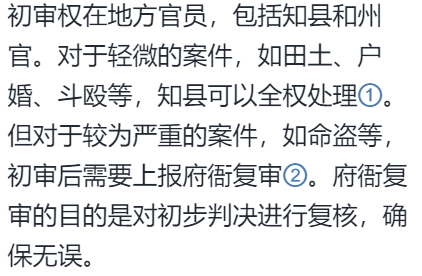 初审权在地方官员，包括知县和州
官。对于轻微的案件，如田土、户
婚、斗殴等，知县可以全权处理①。
但对于较为严重的案件，如命盗等，
初审后需要上报府衙复审②。府衙复
审的目的是对初步判决进行复核，确
保无误。